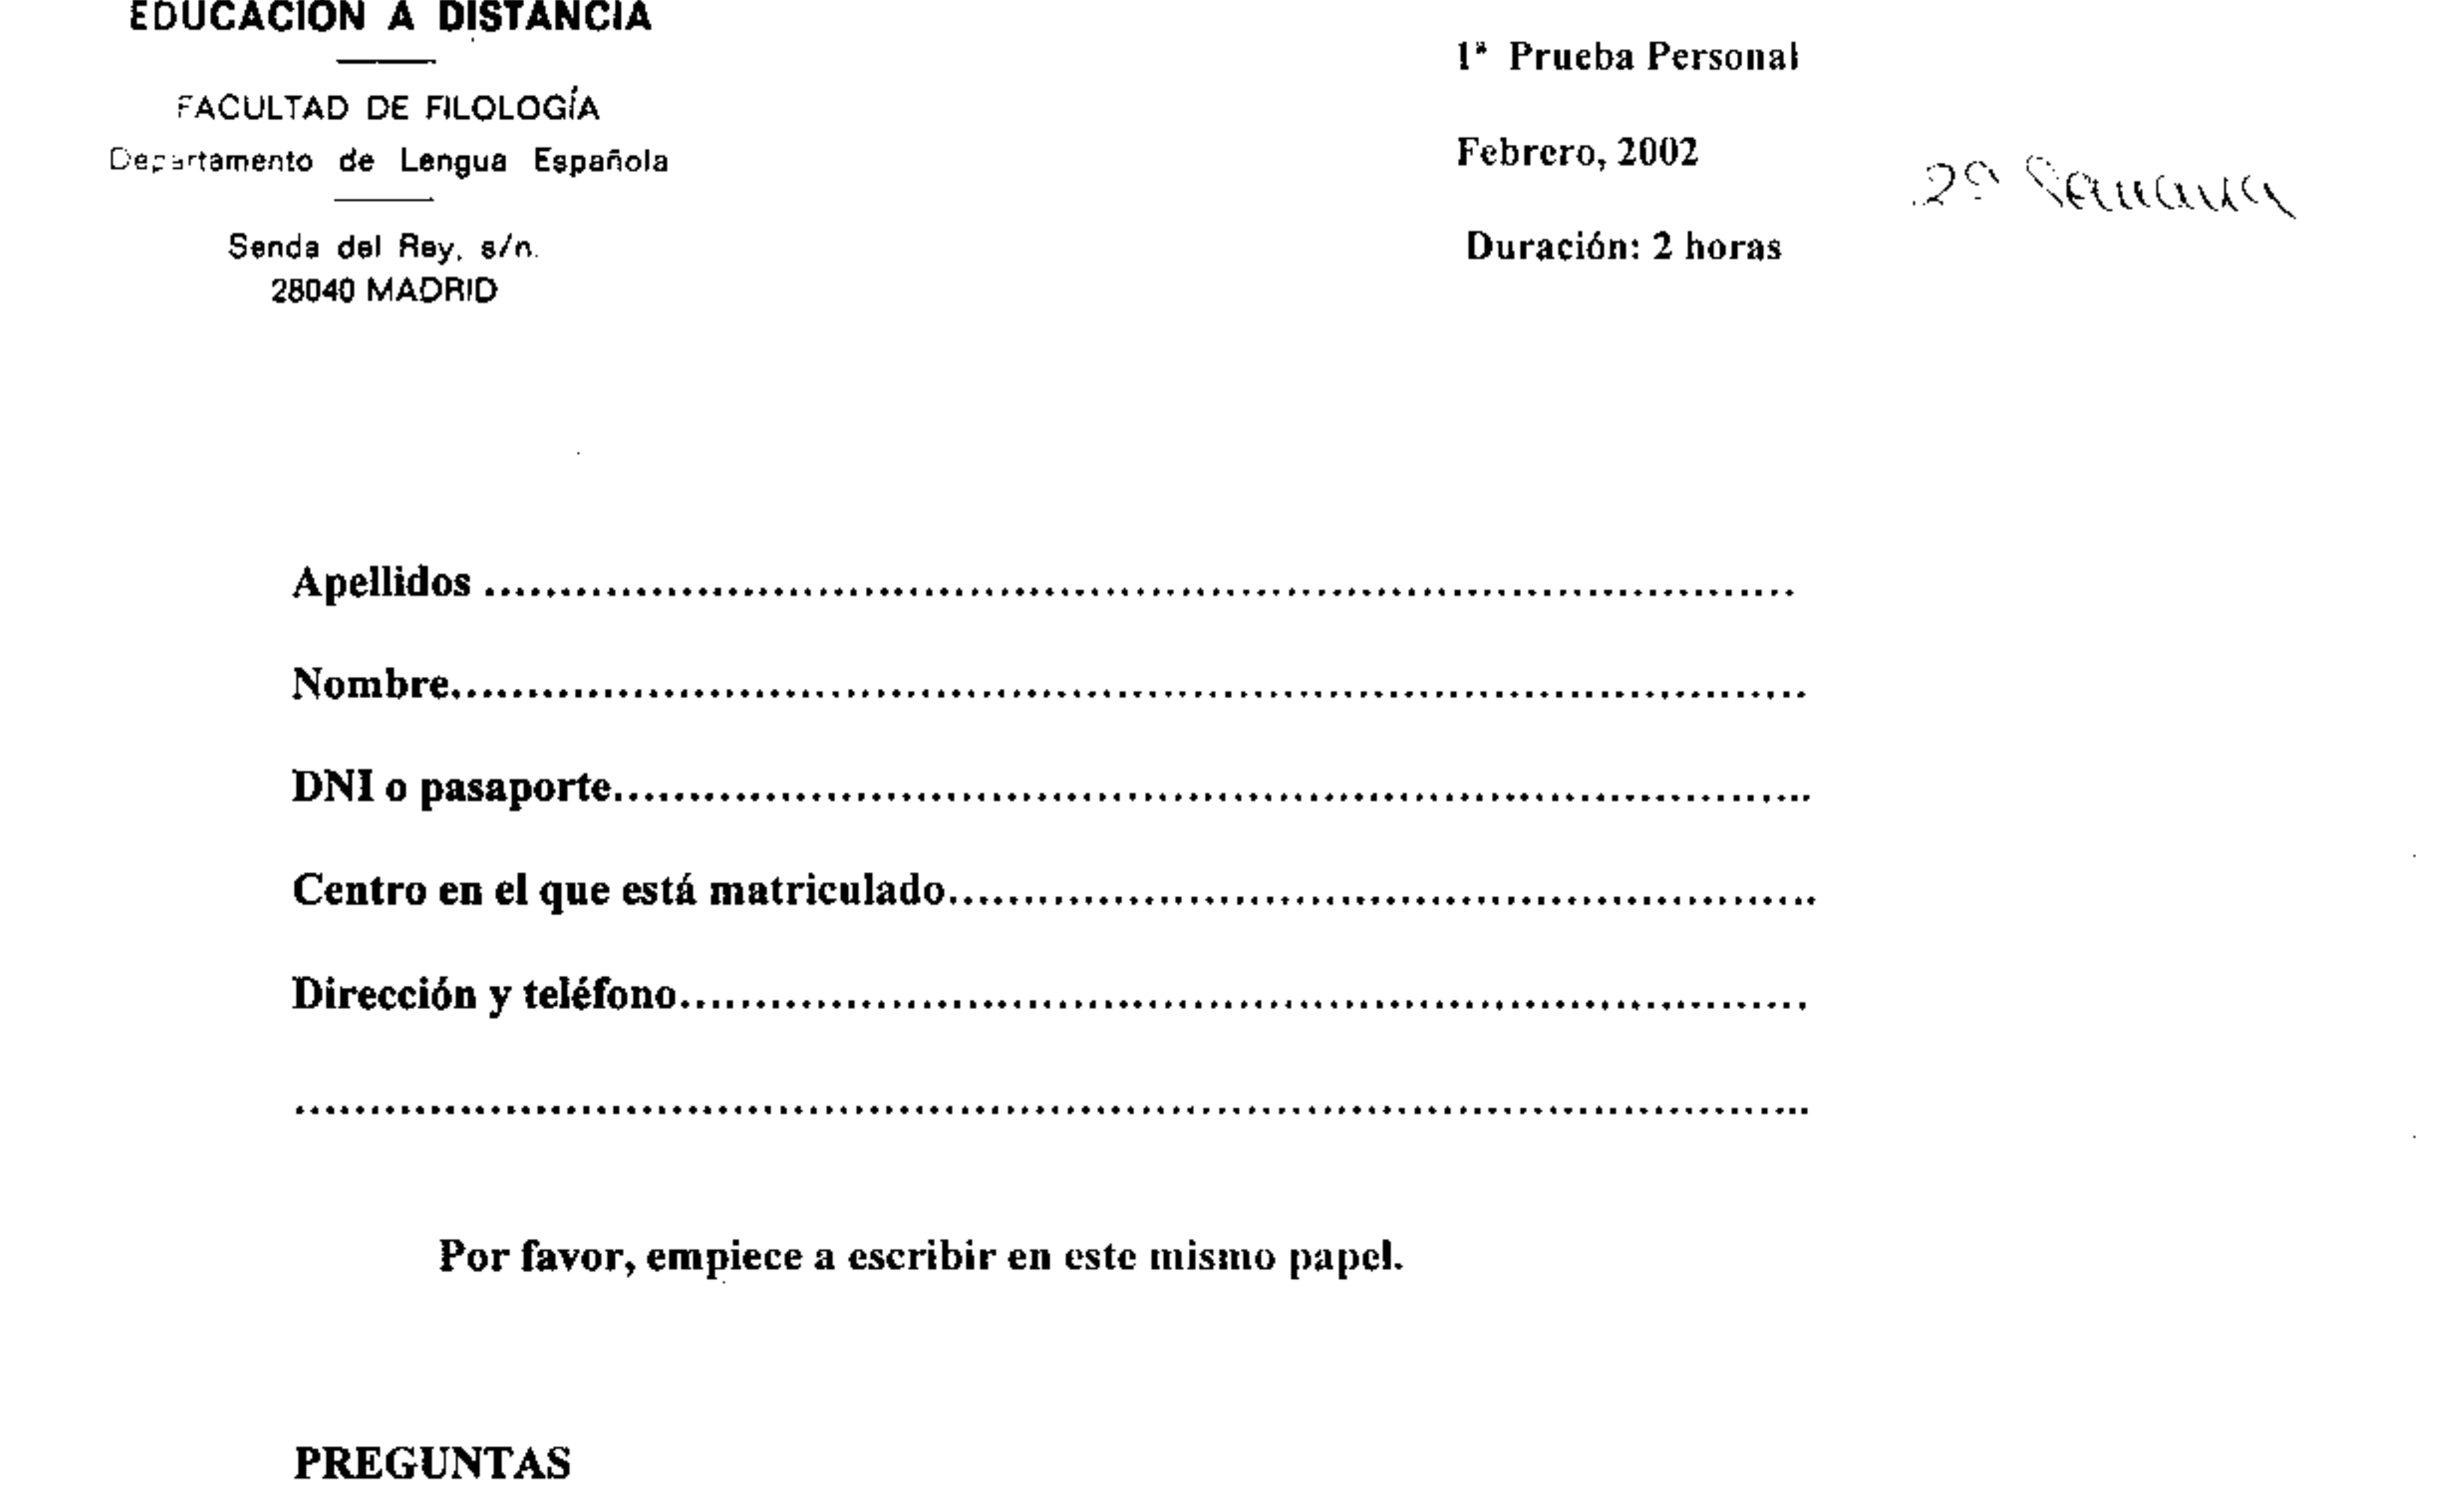 EDUCACION A DISTANCIA
FACULTAD DE FILOLOGÍA
Departamento de Lengua Española
Senda del Rey, s/n.
28040 MADRID
1ª Prueba Personal
Febrero, 2002
2ª Semana
Duración: 2 horas
Apellidos ........................................................................................
Nombre...........................................................................................
DNI o pasaporte................................................................................
Centro en el que está matriculado..........................................................
Dirección y teléfono...........................................................................
.....................................................................................................
Por favor, empiece a escribir en este mismo papel.
PREGUNTAS